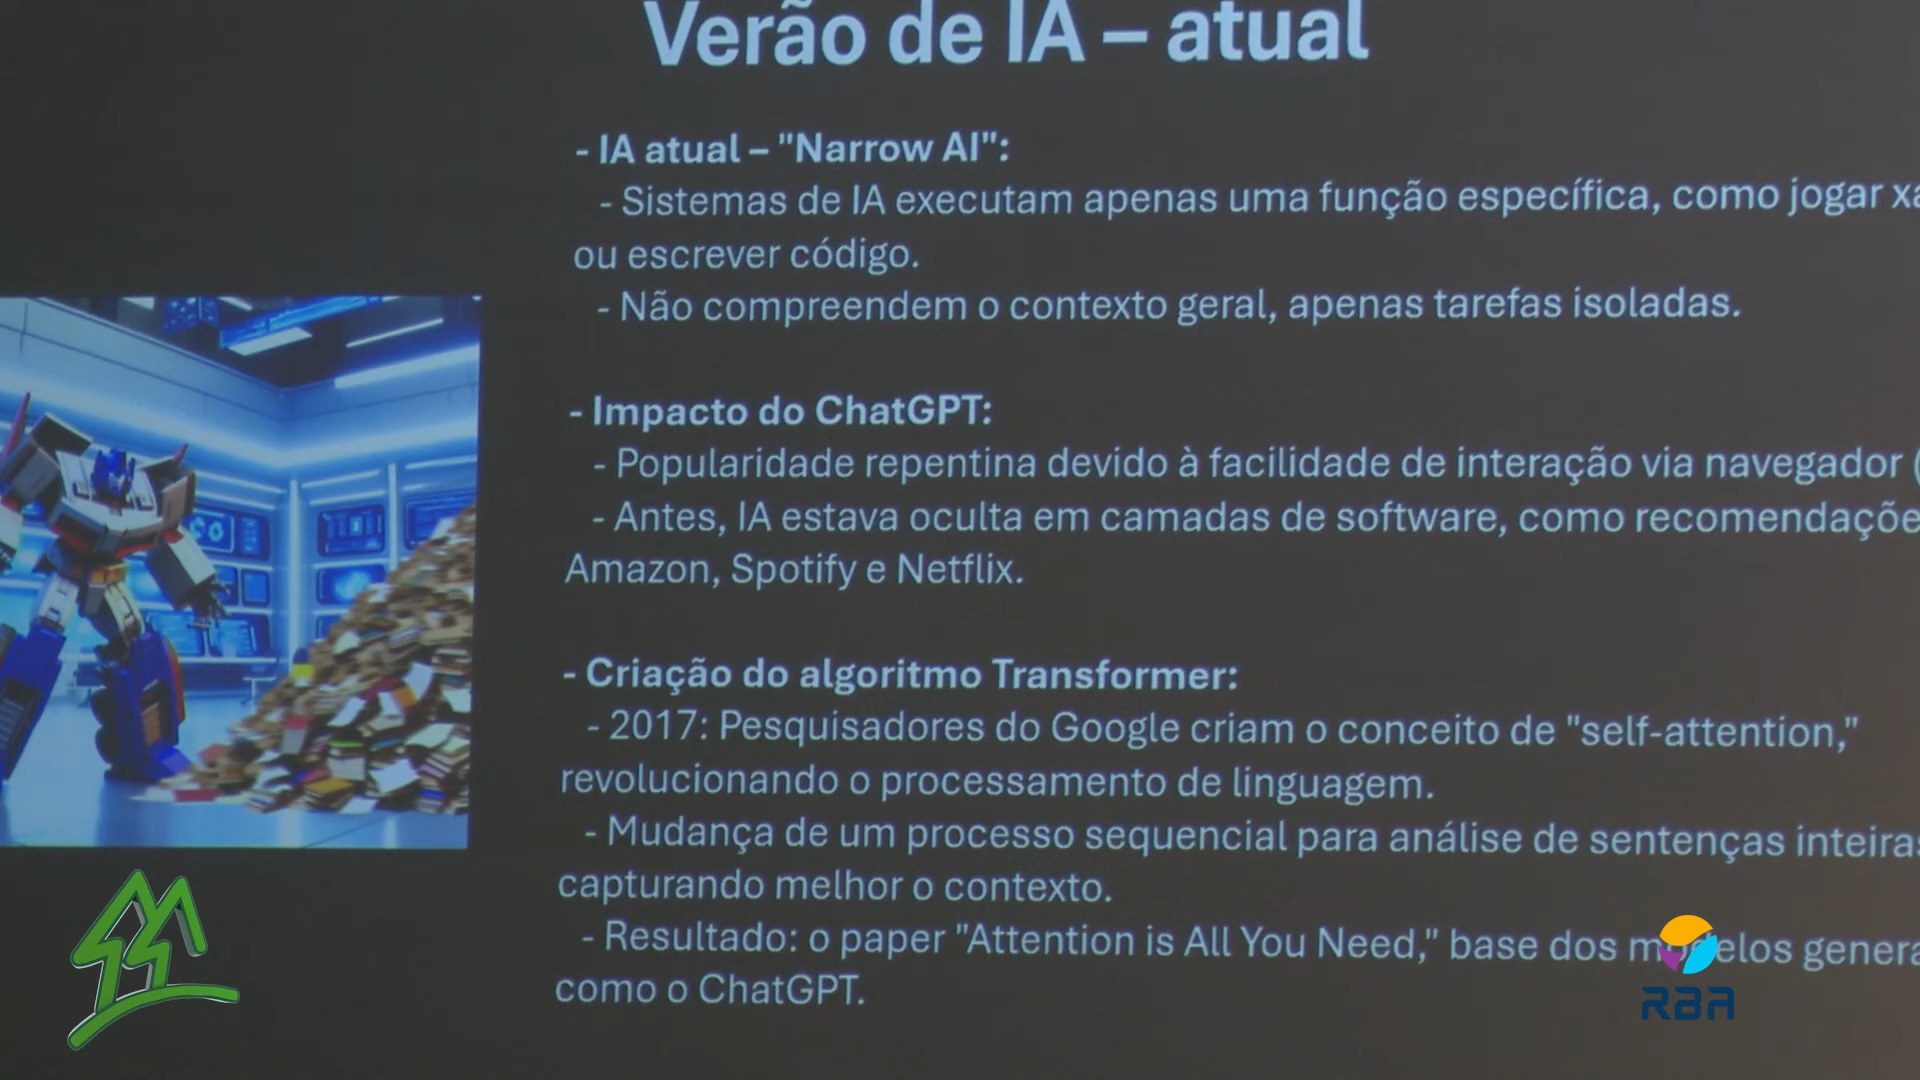 Verão de IA – atual
- IA atual – "Narrow AI":
- Sistemas de IA executam apenas uma função específica, como jogar
ou escrever código.
- Não compreendem o contexto geral, apenas tarefas isoladas.
- Impacto do ChatGPT:
- Popularidade repentina devido à facilidade de interação via navegador (
- Antes, IA estava oculta em camadas de software, como recomendaçõe
Amazon, Spotify e Netflix.
- Criação do algoritmo Transformer:
- 2017: Pesquisadores do Google criam o conceito de "self-attention,"
revolucionando o processamento de linguagem.
- Mudança de um processo sequencial para análise de sentenças inteiras
capturando melhor o contexto.
- Resultado: o paper "Attention is All You Need," base dos modelos genera
como o ChatGPT.
RBA